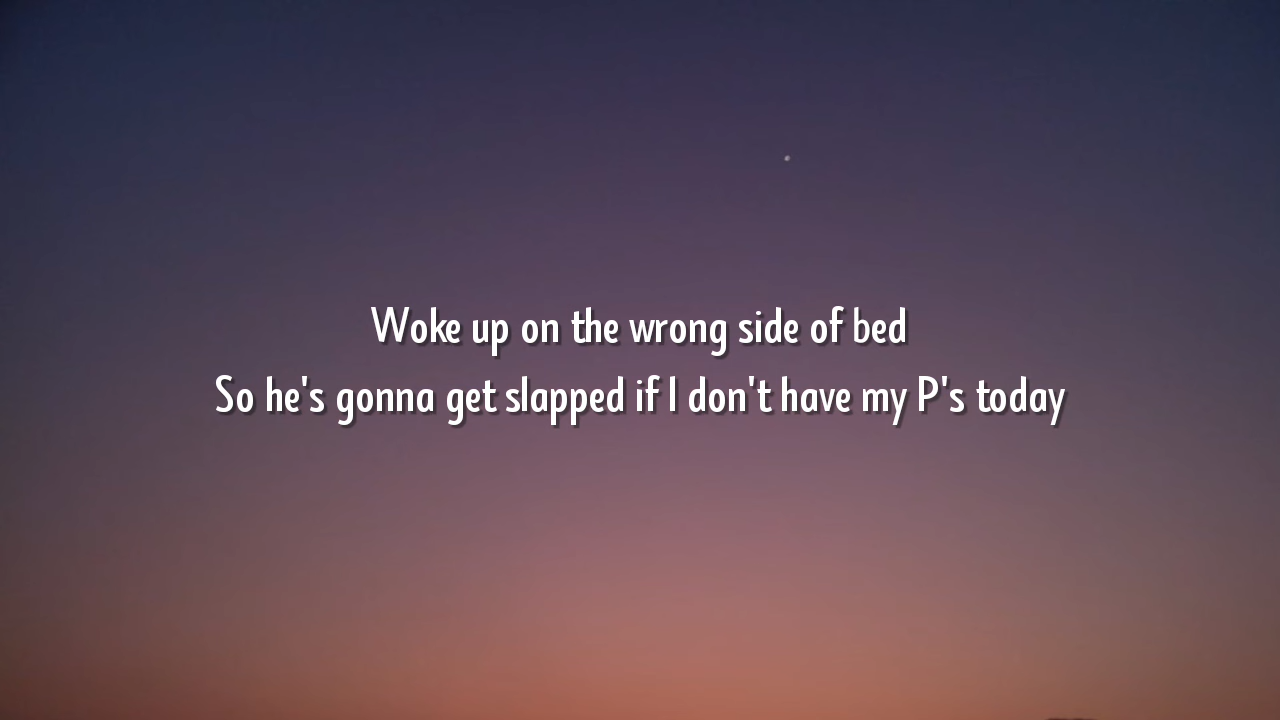 Woke up on the wrong side of bed
So he's gonna get slapped if I don't have my P's today